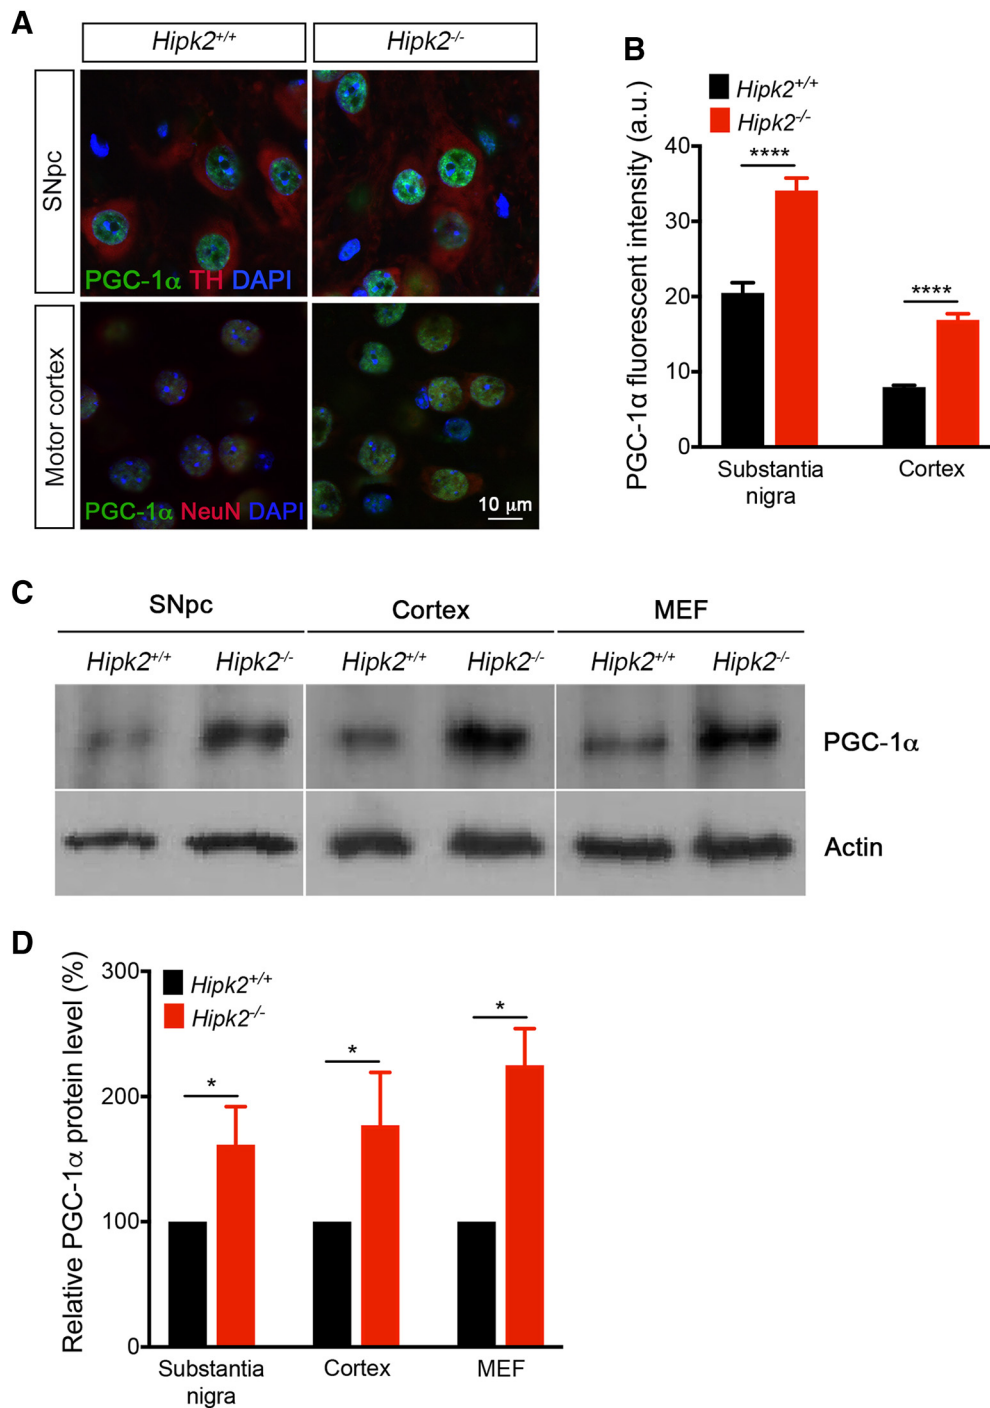 A
Hipk2+/+
Hipk2-/-
SNpc
PGC-1α TH DAPI
Motor cortex
PGC-1α NeuN DAPI
10 µm
B
Hipk2+/+
Hipk2-/-
PGC-1α fluorescent intensity (a.u.)
40
30
20
10
0
****
****
Substantia
nigra
Cortex
C
SNpc
Cortex
MEF
Hipk2+/+ Hipk2-/- Hipk2+/+ Hipk2-/- Hipk2+/+ Hipk2-/-
PGC-1α
Actin
D
Hipk2+/+
Hipk2-/-
Relative PGC-1α protein level (%)
300
200
100
0
*
*
*
Substantia
nigra
Cortex
MEF